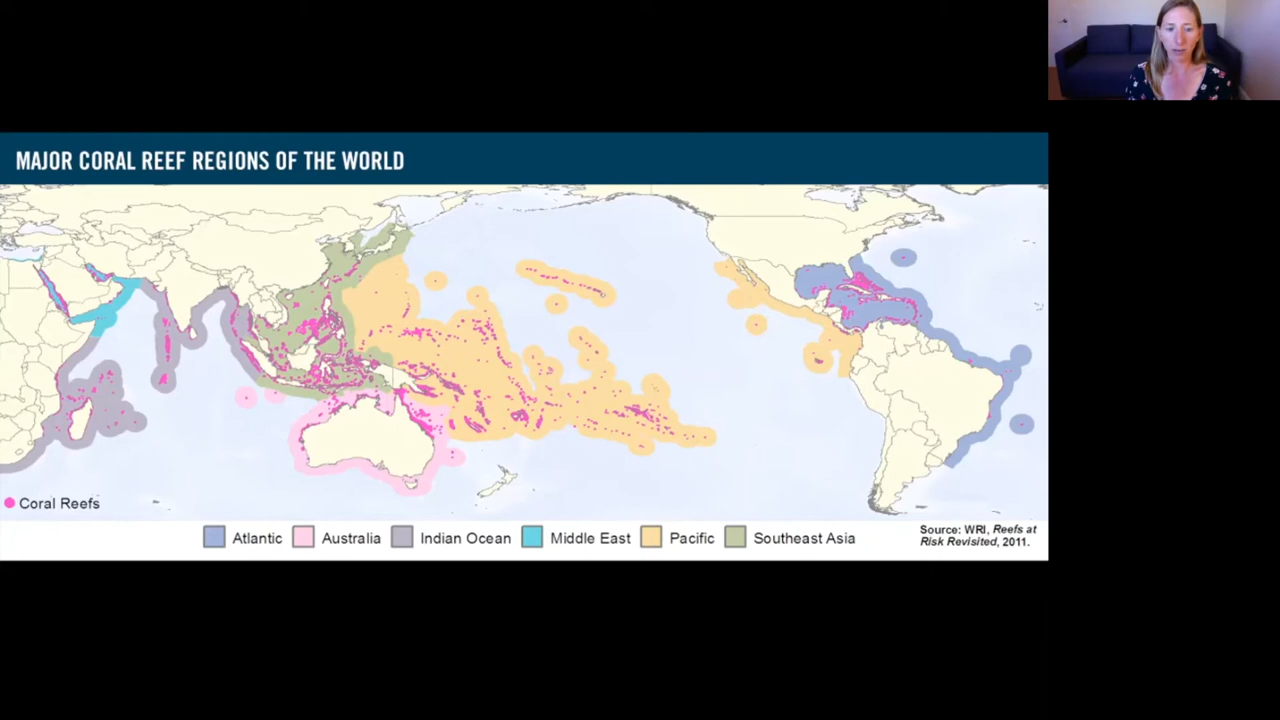 MAJOR CORAL REEF REGIONS OF THE WORLD
Coral Reefs
Atlantic
Australia
Indian Ocean
Middle East
Pacific
Southeast Asia
Source: WRI, Reefs at
Risk Revisited, 2011.